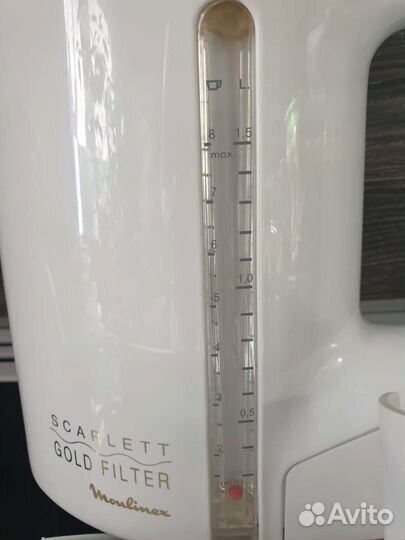 L.
8 1,5
max.
7
6
1,0
5
4
3
0,5
2
SCARLETT
GOLD FILTER
Moulinex
Avito